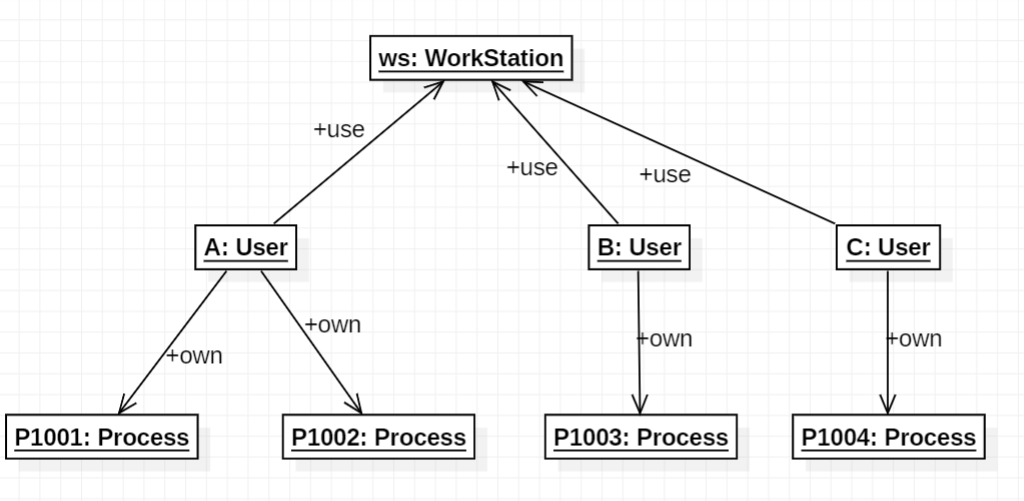 ws: WorkStation
+use
+use
+use
A: User
B: User
C: User
+own
+own
+own
+own
P1001: Process
P1002: Process
P1003: Process
P1004: Process